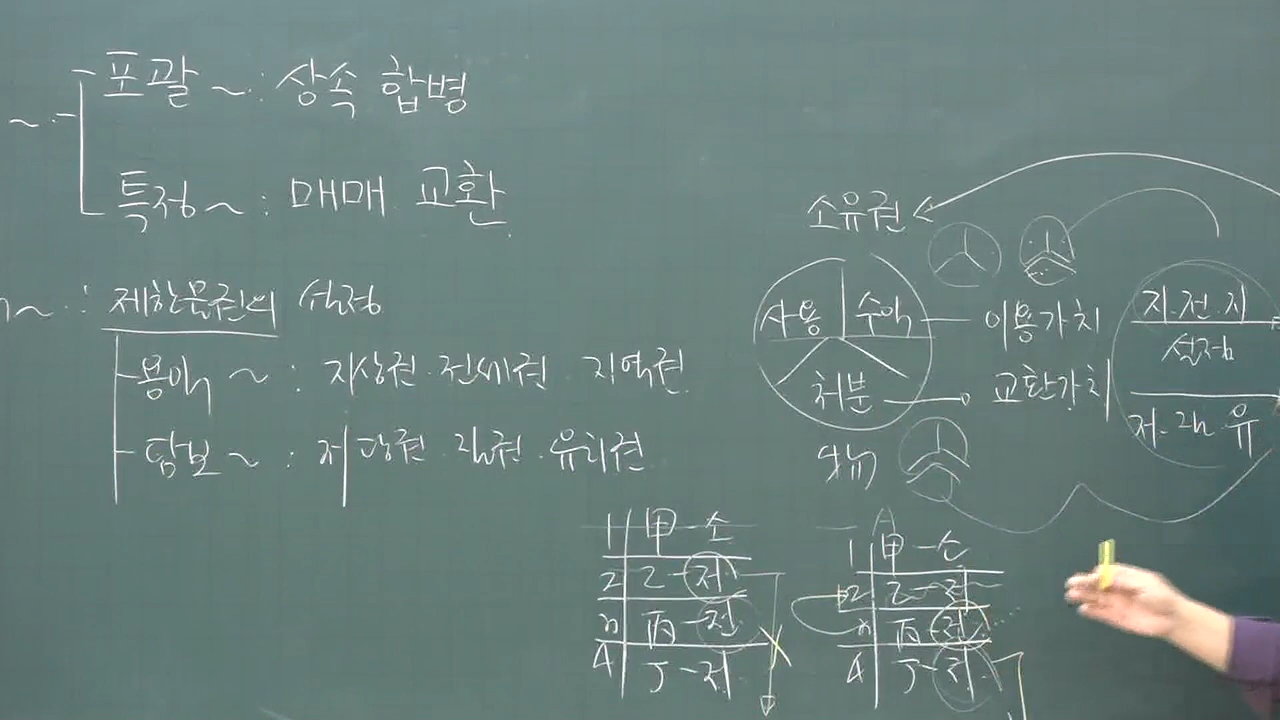 포괄~: 상속 합병
~
특정~: 매매 교환
~: 제한물권의 설정
용익~: 지상권. 전세권. 지역권
담보~: 저당권. 질권. 유치권
소유권
사용 수익 - 이용가치
처분 - 교환가치
지.전.지
설정
저.질.유
物
1 甲-소
2 乙-저
3 丙-전
4 丁-저
1 甲-소
2 乙-저
3 丙-전
4 丁-저